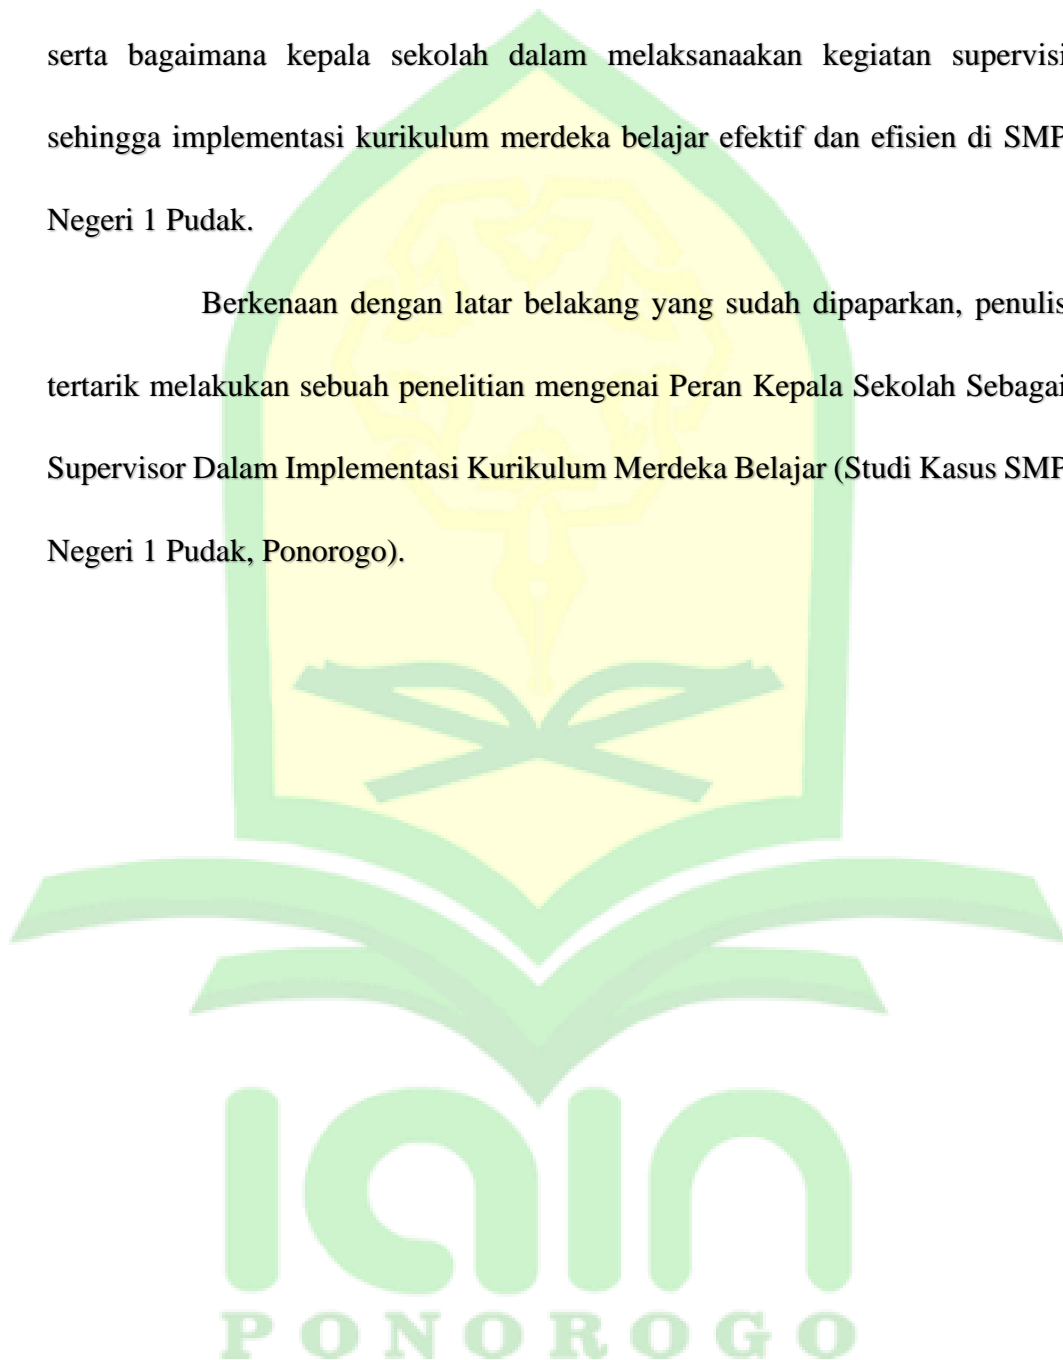 serta bagaimana kepala sekolah dalam melaksanaakan kegiatan supervisi
sehingga implementasi kurikulum merdeka belajar efektif dan efisien di SMP
Negeri 1 Pudak.
Berkenaan dengan latar belakang yang sudah dipaparkan, penulis
tertarik melakukan sebuah penelitian mengenai Peran Kepala Sekolah Sebagai
Supervisor Dalam Implementasi Kurikulum Merdeka Belajar (Studi Kasus SMP
Negeri 1 Pudak, Ponorogo).
iain
PONOROGO